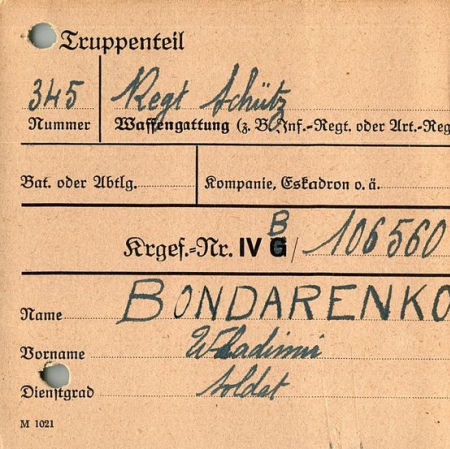 Truppenteil
345 Regt Schütz
Nummer Waffengattung (z. B. Inf.-Regt. oder Art.-Reg
Bat. oder Abtlg. Kompanie, Eskadron o. ä.
B
Krgef.-Nr. IV G / 106560
Name BONDARENKO
Vorname Wladimir
Dienstgrad Soldat
M 1021